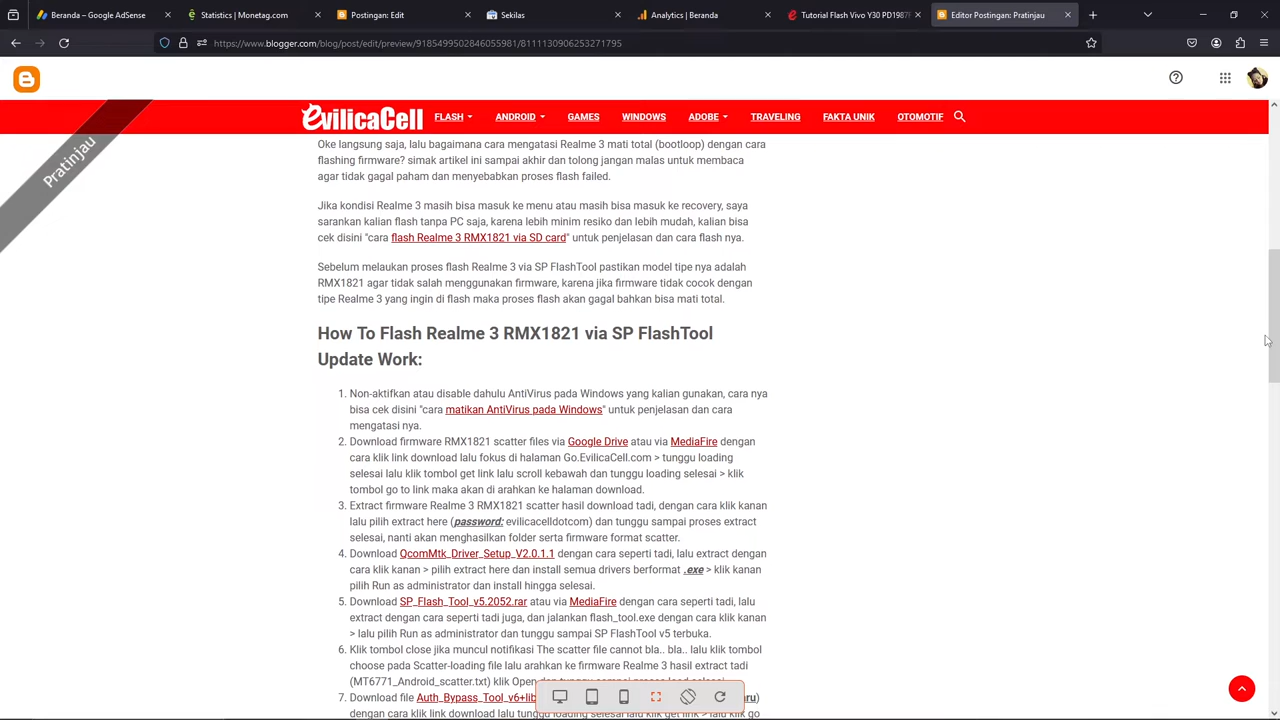 Beranda – Google AdSense
Statistics | Monetag.com
Postingan: Edit
Sekilas
Analytics | Beranda
Tutorial Flash Vivo Y30 PD1987F
Editor Postingan: Pratinjau
https://www.blogger.com/blog/post/edit/preview/9185499502846055981/8111130906253271795
Pratinjau
evilicaCell FLASH ANDROID GAMES WINDOWS ADOBE TRAVELING FAKTA UNIK OTOMOTIF
Oke langsung saja, lalu bagaimana cara mengatasi Realme 3 mati total (bootloop) dengan cara
flashing firmware? simak artikel ini sampai akhir dan tolong jangan malas untuk membaca
agar tidak gagal paham dan menyebabkan proses flash failed.
Jika kondisi Realme 3 masih bisa masuk ke menu atau masih bisa masuk ke recovery, saya
sarankan kalian flash tanpa PC saja, karena lebih minim resiko dan lebih mudah, kalian bisa
cek disini "cara flash Realme 3 RMX1821 via SD card" untuk penjelasan dan cara flash nya.
Sebelum melaukan proses flash Realme 3 via SP FlashTool pastikan model tipe nya adalah
RMX1821 agar tidak salah menggunakan firmware, karena jika firmware tidak cocok dengan
tipe Realme 3 yang ingin di flash maka proses flash akan gagal bahkan bisa mati total.
How To Flash Realme 3 RMX1821 via SP FlashTool
Update Work:
1. Non-aktifkan atau disable dahulu AntiVirus pada Windows yang kalian gunakan, cara nya
bisa cek disini "cara matikan AntiVirus pada Windows" untuk penjelasan dan cara
mengatasi nya.
2. Download firmware RMX1821 scatter files via Google Drive atau via MediaFire dengan
cara klik link download lalu fokus di halaman Go.EvilicaCell.com > tunggu loading
selesai lalu klik tombol get link lalu scroll kebawah dan tunggu loading selesai > klik
tombol go to link maka akan di arahkan ke halaman download.
3. Extract firmware Realme 3 RMX1821 scatter hasil download tadi, dengan cara klik kanan
lalu pilih extract here (password: evilicacelldotcom) dan tunggu sampai proses extract
selesai, nanti akan menghasilkan folder serta firmware format scatter.
4. Download QcomMtk_Driver_Setup_V2.0.1.1 dengan cara seperti tadi, lalu extract dengan
cara klik kanan > pilih extract here dan install semua drivers berformat .exe > klik kanan
pilih Run as administrator dan install hingga selesai.
5. Download SP_Flash_Tool_v5.2052.rar atau via MediaFire dengan cara seperti tadi, lalu
extract dengan cara seperti tadi juga, dan jalankan flash_tool.exe dengan cara klik kanan
> lalu pilih Run as administrator dan tunggu sampai SP FlashTool v5 terbuka.
6. Klik tombol close jika muncul notifikasi The scatter file cannot bla.. bla.. lalu klik tombol
choose pada Scatter-loading file lalu arahkan ke firmware Realme 3 hasil extract tadi
(MT6771_Android_scatter.txt) klik Open
7. Download file Auth_Bypass_Tool_v6+lib
dengan cara klik link download lalu